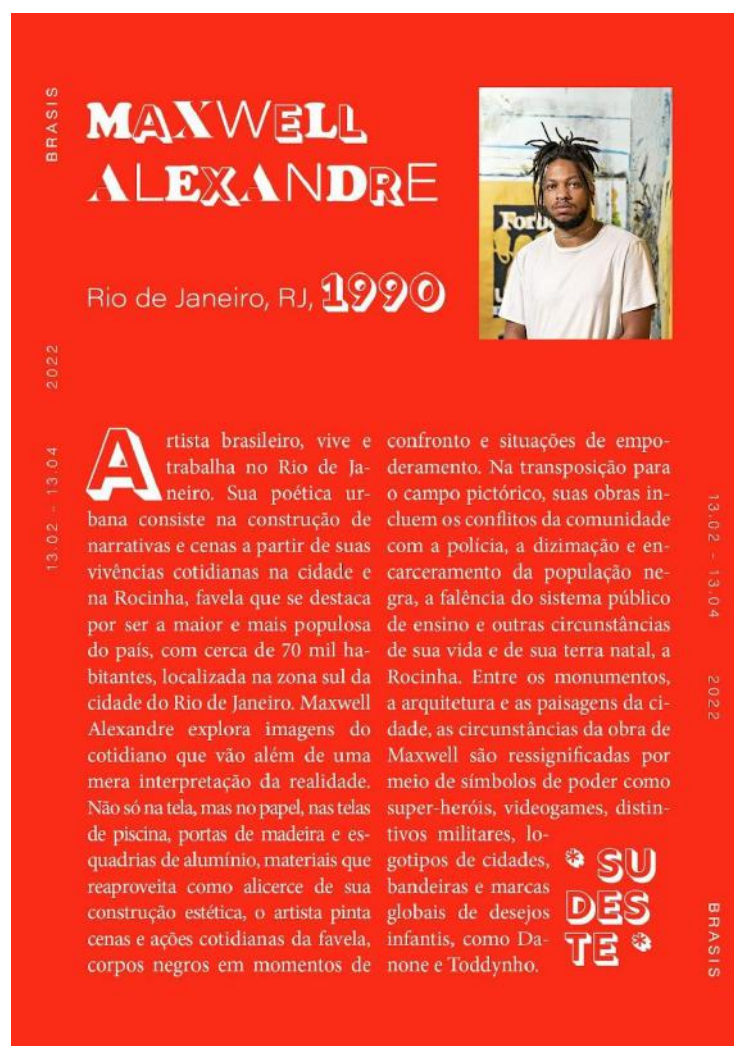 BRASIS
2022
13.02 – 13.04
MAXWELL
ALEXANDRE
Rio de Janeiro, RJ, 1990
Forb
Artista brasileiro, vive e
trabalha no Rio de Ja-
neiro. Sua poética ur-
bana consiste na construção de
narrativas e cenas a partir de suas
vivências cotidianas na cidade e
na Rocinha, favela que se destaca
por ser a maior e mais populosa
do país, com cerca de 70 mil ha-
bitantes, localizada na zona sul da
cidade do Rio de Janeiro. Maxwell
Alexandre explora imagens do
cotidiano que vão além de uma
mera interpretação da realidade.
Não só na tela, mas no papel, nas telas
de piscina, portas de madeira e es-
quadrias de alumínio, materiais que
reaproveita como alicerce de sua
construção estética, o artista pinta
cenas e ações cotidianas da favela,
corpos negros em momentos de
confronto e situações de empo-
deramento. Na transposição para
o campo pictórico, suas obras in-
cluem os conflitos da comunidade
com a polícia, a dizimação e en-
carceramento da população ne-
gra, a falência do sistema público
de ensino e outras circunstâncias
de sua vida e de sua terra natal, a
Rocinha. Entre os monumentos,
a arquitetura e as paisagens da ci-
dade, as circunstâncias da obra de
Maxwell são ressignificadas por
meio de símbolos de poder como
super-heróis, videogames, distin-
tivos militares, lo-
gotipos de cidades,
bandeiras e marcas
globais de desejos
infantis, como Da-
none e Toddynho.
* SU
DES
TE *
13.02 – 13.04
2022
BRASIS